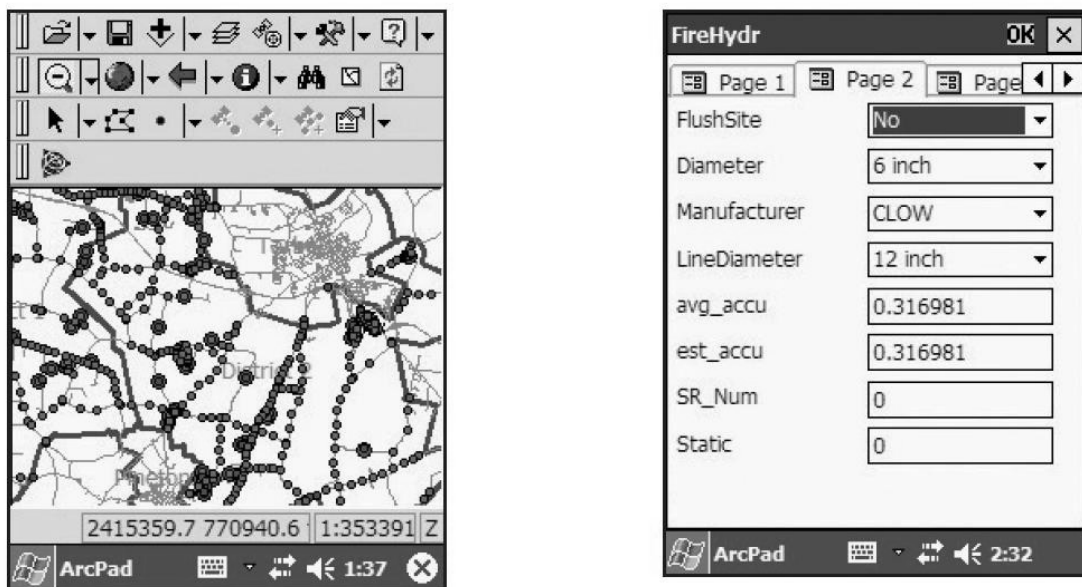 District 2
2415359.7 770940.6 1:353391 Z
ArcPad 1:37
FireHydr OK
Page 1 Page 2 Page
FlushSite No
Diameter 6 inch
Manufacturer CLOW
LineDiameter 12 inch
avg_accu 0.316981
est_accu 0.316981
SR_Num 0
Static 0
ArcPad 2:32